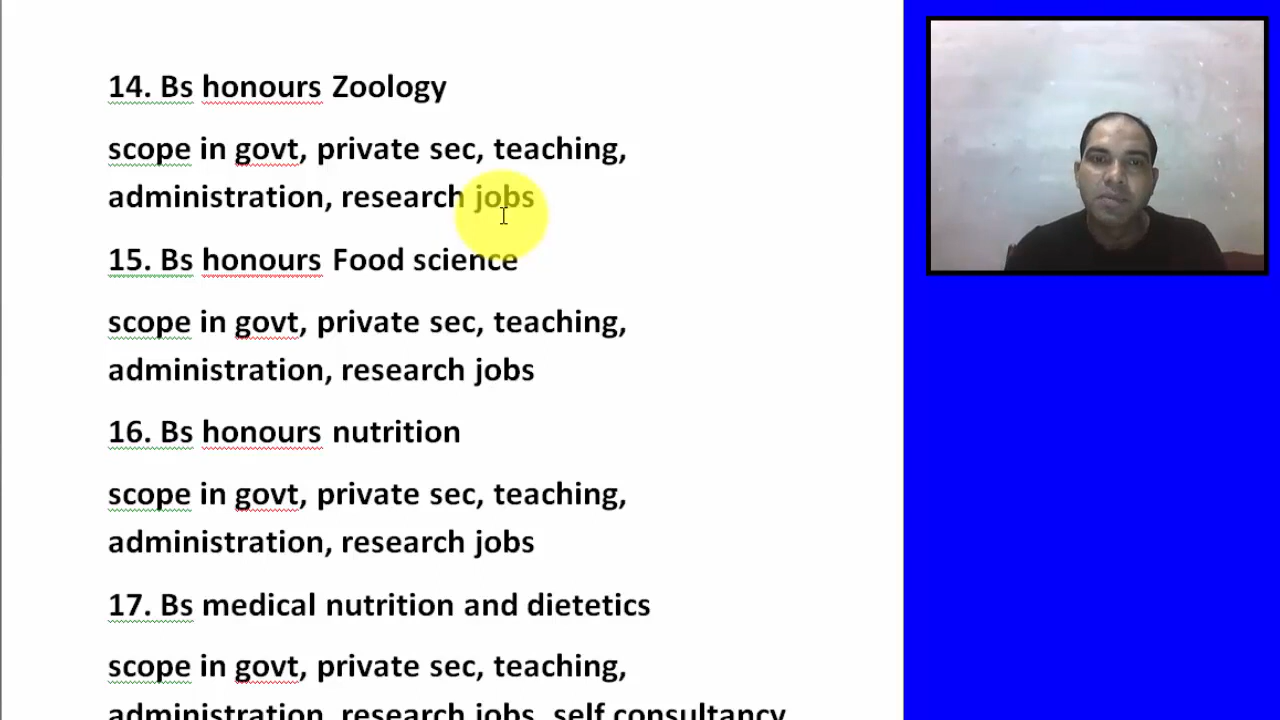 14. Bs honours Zoology
scope in govt, private sec, teaching,
administration, research jobs
15. Bs honours Food science
scope in govt, private sec, teaching,
administration, research jobs
16. Bs honours nutrition
scope in govt, private sec, teaching,
administration, research jobs
17. Bs medical nutrition and dietetics
scope in govt, private sec, teaching,
administration, research jobs, self consultancy